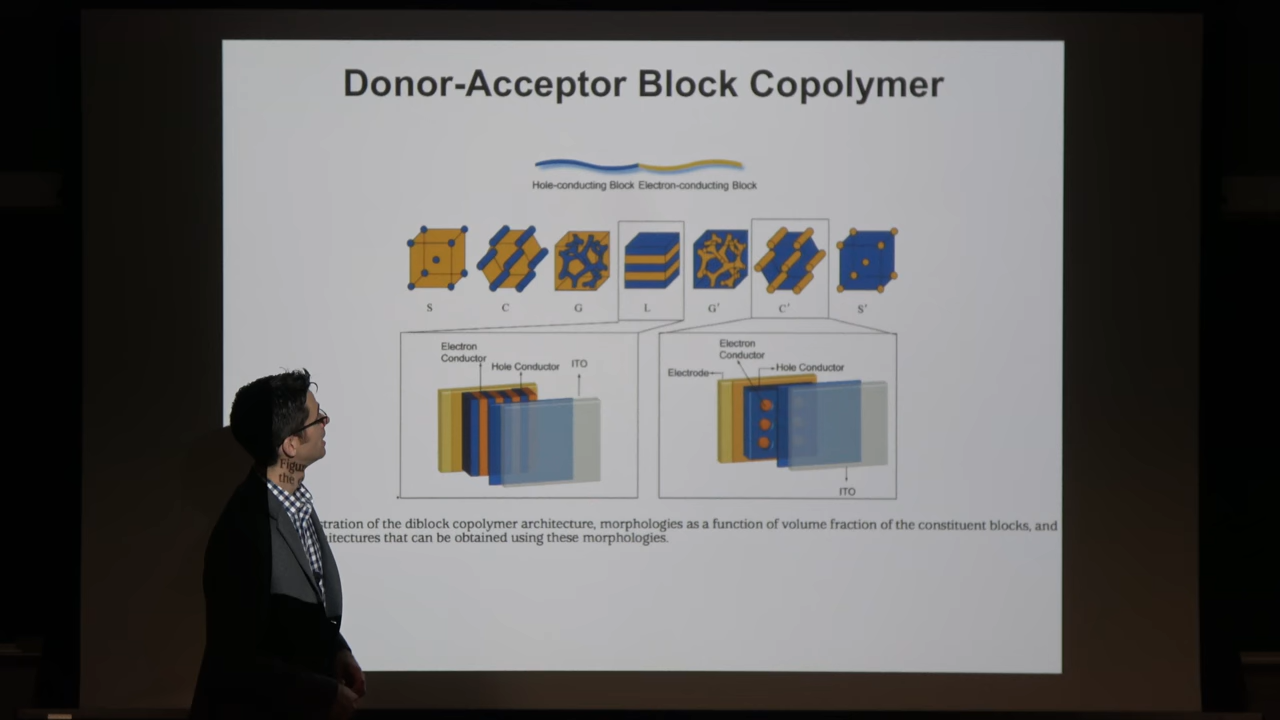 Donor-Acceptor Block Copolymer
Hole-conducting Block Electron-conducting Block
S C G L G′ C′ S′
Electron
Conductor
Hole Conductor
ITO
Electron
Conductor
Hole Conductor
Electrode
ITO
Figu
the
stration of the diblock copolymer architecture, morphologies as a function of volume fraction of the constituent blocks, and
itectures that can be obtained using these morphologies.